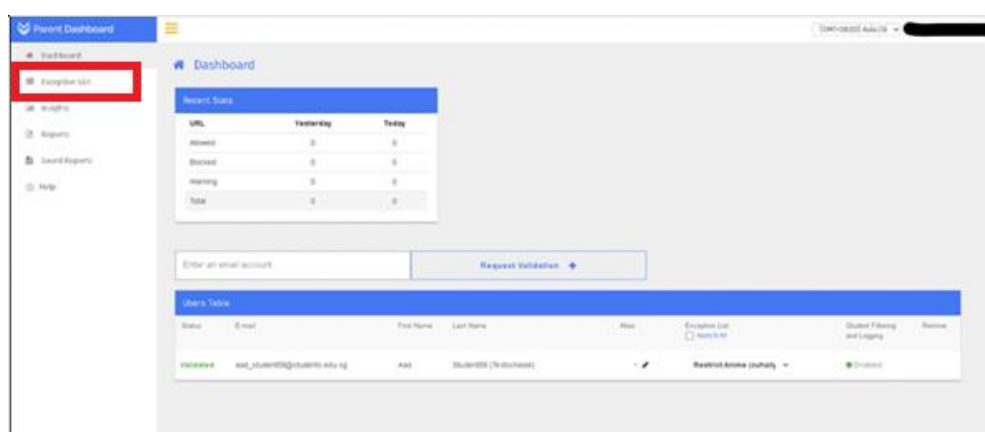 Parent Dashboard
Dashboard
Exception List
Insights
Reports
Saved Reports
Help
Dashboard
Recent Stats
URL Yesterday Today
Allowed 0 0
Blocked 0 0
Warning 0 0
Total 0 0
Enter an email account Request Validation +
Users Table
Status E-mail First Name Last Name Alias Exception List Student Filtering and Logging Remove
Apply to All
Validated Aad - Restrict Anime Enabled